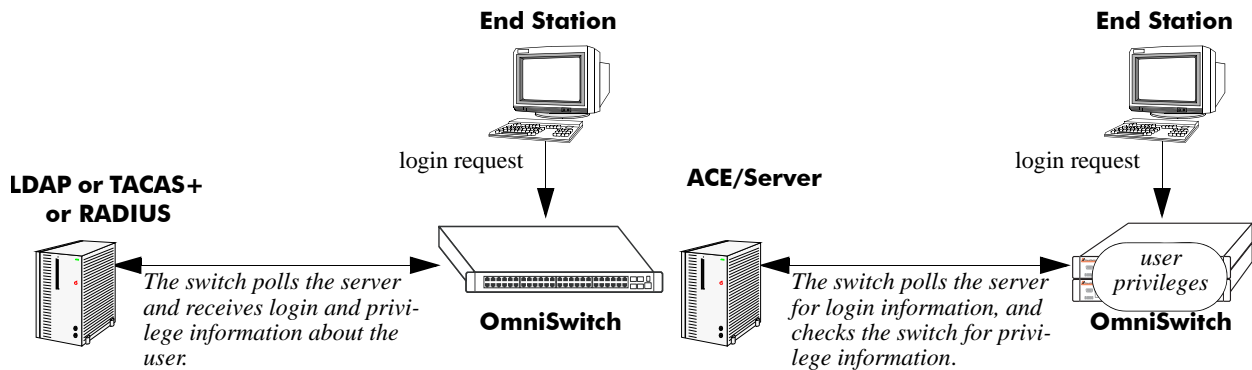 End Station
login request
LDAP or TACAS+
or RADIUS
The switch polls the server
and receives login and privi-
lege information about the
user.
OmniSwitch
End Station
login request
ACE/Server
The switch polls the server
for login information, and
checks the switch for privi-
lege information.
user
privileges
OmniSwitch